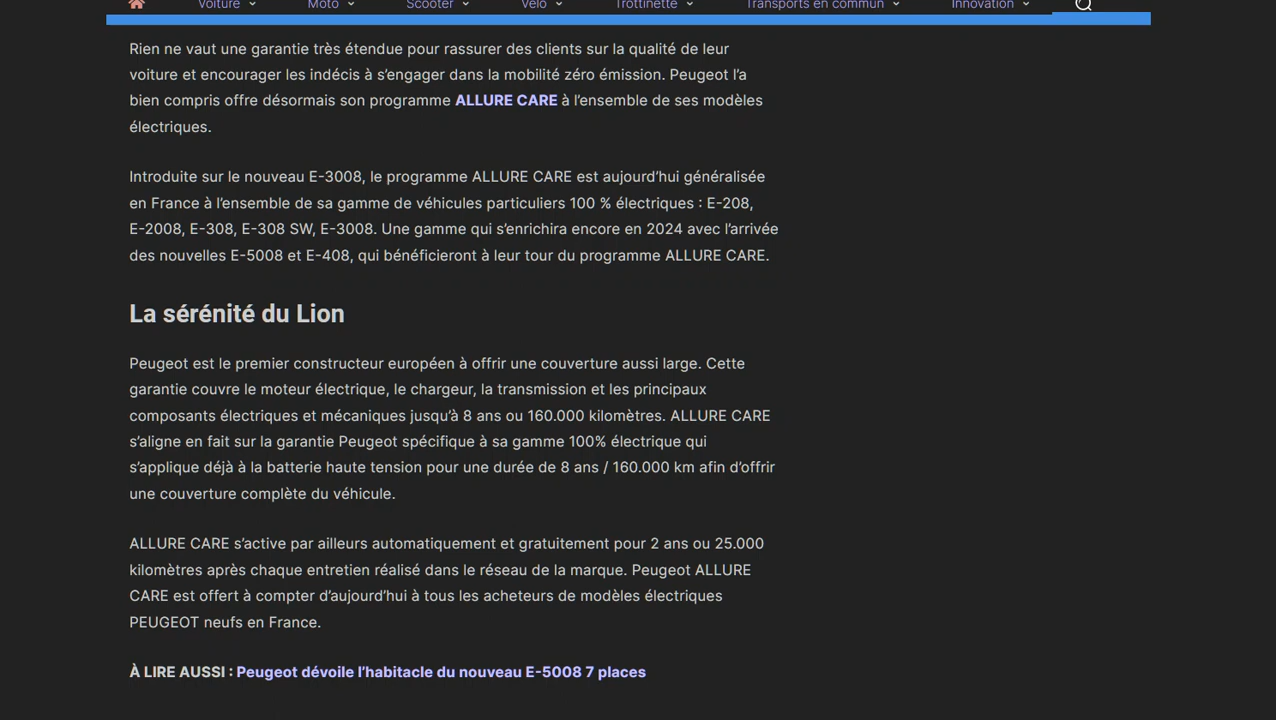 Voiture Moto Scooter Vélo Trottinette Transports en commun Innovation
Rien ne vaut une garantie très étendue pour rassurer des clients sur la qualité de leur
voiture et encourager les indécis à s’engager dans la mobilité zéro émission. Peugeot l’a
bien compris offre désormais son programme ALLURE CARE à l’ensemble de ses modèles
électriques.
Introduite sur le nouveau E-3008, le programme ALLURE CARE est aujourd’hui généralisée
en France à l’ensemble de sa gamme de véhicules particuliers 100 % électriques : E-208,
E-2008, E-308, E-308 SW, E-3008. Une gamme qui s’enrichira encore en 2024 avec l’arrivée
des nouvelles E-5008 et E-408, qui bénéficieront à leur tour du programme ALLURE CARE.
La sérénité du Lion
Peugeot est le premier constructeur européen à offrir une couverture aussi large. Cette
garantie couvre le moteur électrique, le chargeur, la transmission et les principaux
composants électriques et mécaniques jusqu’à 8 ans ou 160.000 kilomètres. ALLURE CARE
s’aligne en fait sur la garantie Peugeot spécifique à sa gamme 100% électrique qui
s’applique déjà à la batterie haute tension pour une durée de 8 ans / 160.000 km afin d’offrir
une couverture complète du véhicule.
ALLURE CARE s’active par ailleurs automatiquement et gratuitement pour 2 ans ou 25.000
kilomètres après chaque entretien réalisé dans le réseau de la marque. Peugeot ALLURE
CARE est offert à compter d’aujourd’hui à tous les acheteurs de modèles électriques
PEUGEOT neufs en France.
À LIRE AUSSI : Peugeot dévoile l’habitacle du nouveau E-5008 7 places